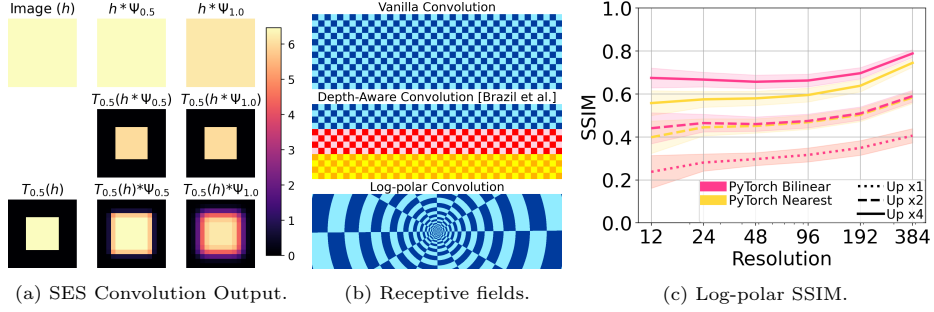 Image (h)
h * Ψ0.5
h * Ψ1.0
T0.5(h * Ψ0.5)
T0.5(h * Ψ1.0)
T0.5(h)
T0.5(h)*Ψ0.5
T0.5(h)*Ψ1.0
6
5
4
3
2
1
0
(a) SES Convolution Output.
Vanilla Convolution
Depth-Aware Convolution [Brazil et al.]
Log-polar Convolution
(b) Receptive fields.
SSIM
1.0
0.8
0.6
0.4
0.2
0.0
PyTorch Bilinear
PyTorch Nearest
Up x1
Up x2
Up x4
12 24 48 96 192 384
Resolution
(c) Log-polar SSIM.